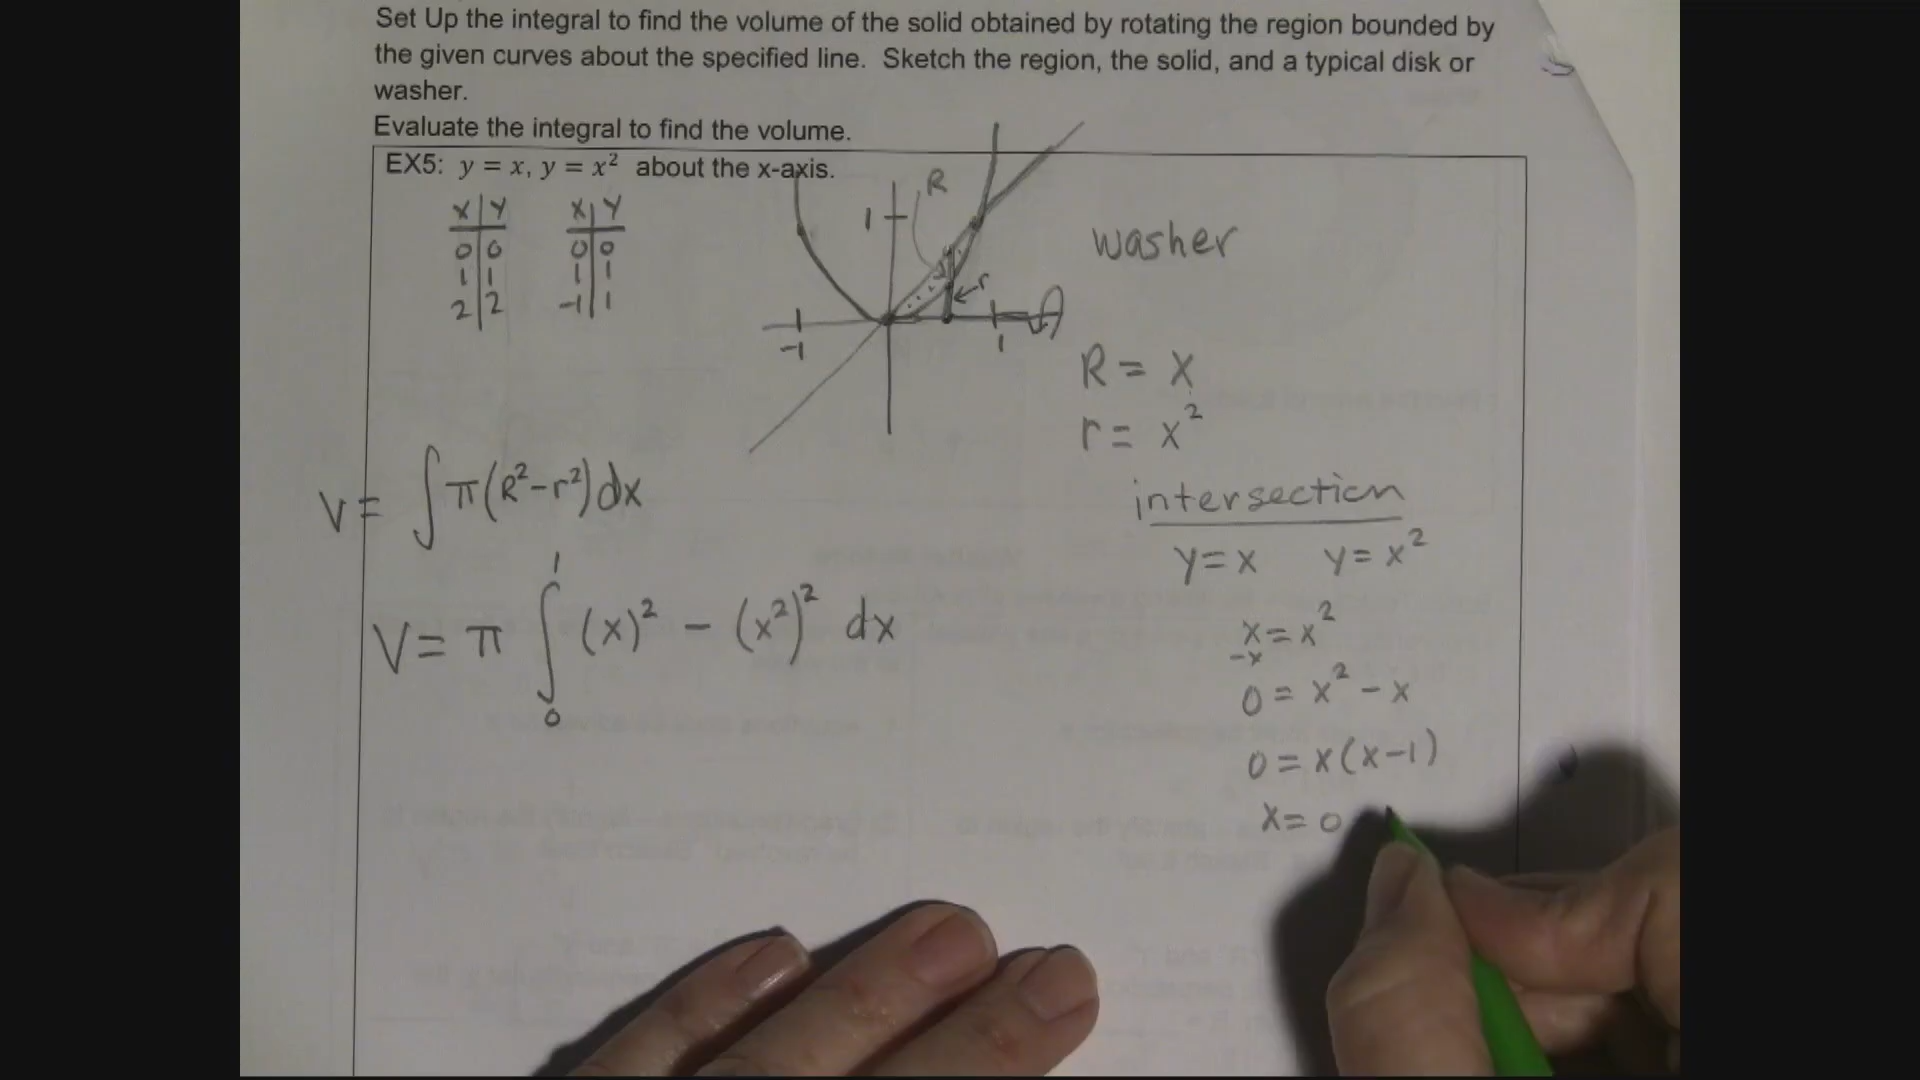 Set Up the integral to find the volume of the solid obtained by rotating the region bounded by
the given curves about the specified line. Sketch the region, the solid, and a typical disk or
washer.
Evaluate the integral to find the volume.
EX5: y = x, y = x² about the x-axis.
X Y
0 0
1 1
2 2
X Y
0 0
1 1
-1 1
R
1
r
-1
1
washer
R = X
r = x²
V = ∫ π(R²-r²)dx
V = π ∫₀¹ (x)² - (x²)² dx
intersection
y=x y=x²
x=x²
-x
0 = x² - x
0 = x(x-1)
x= 0